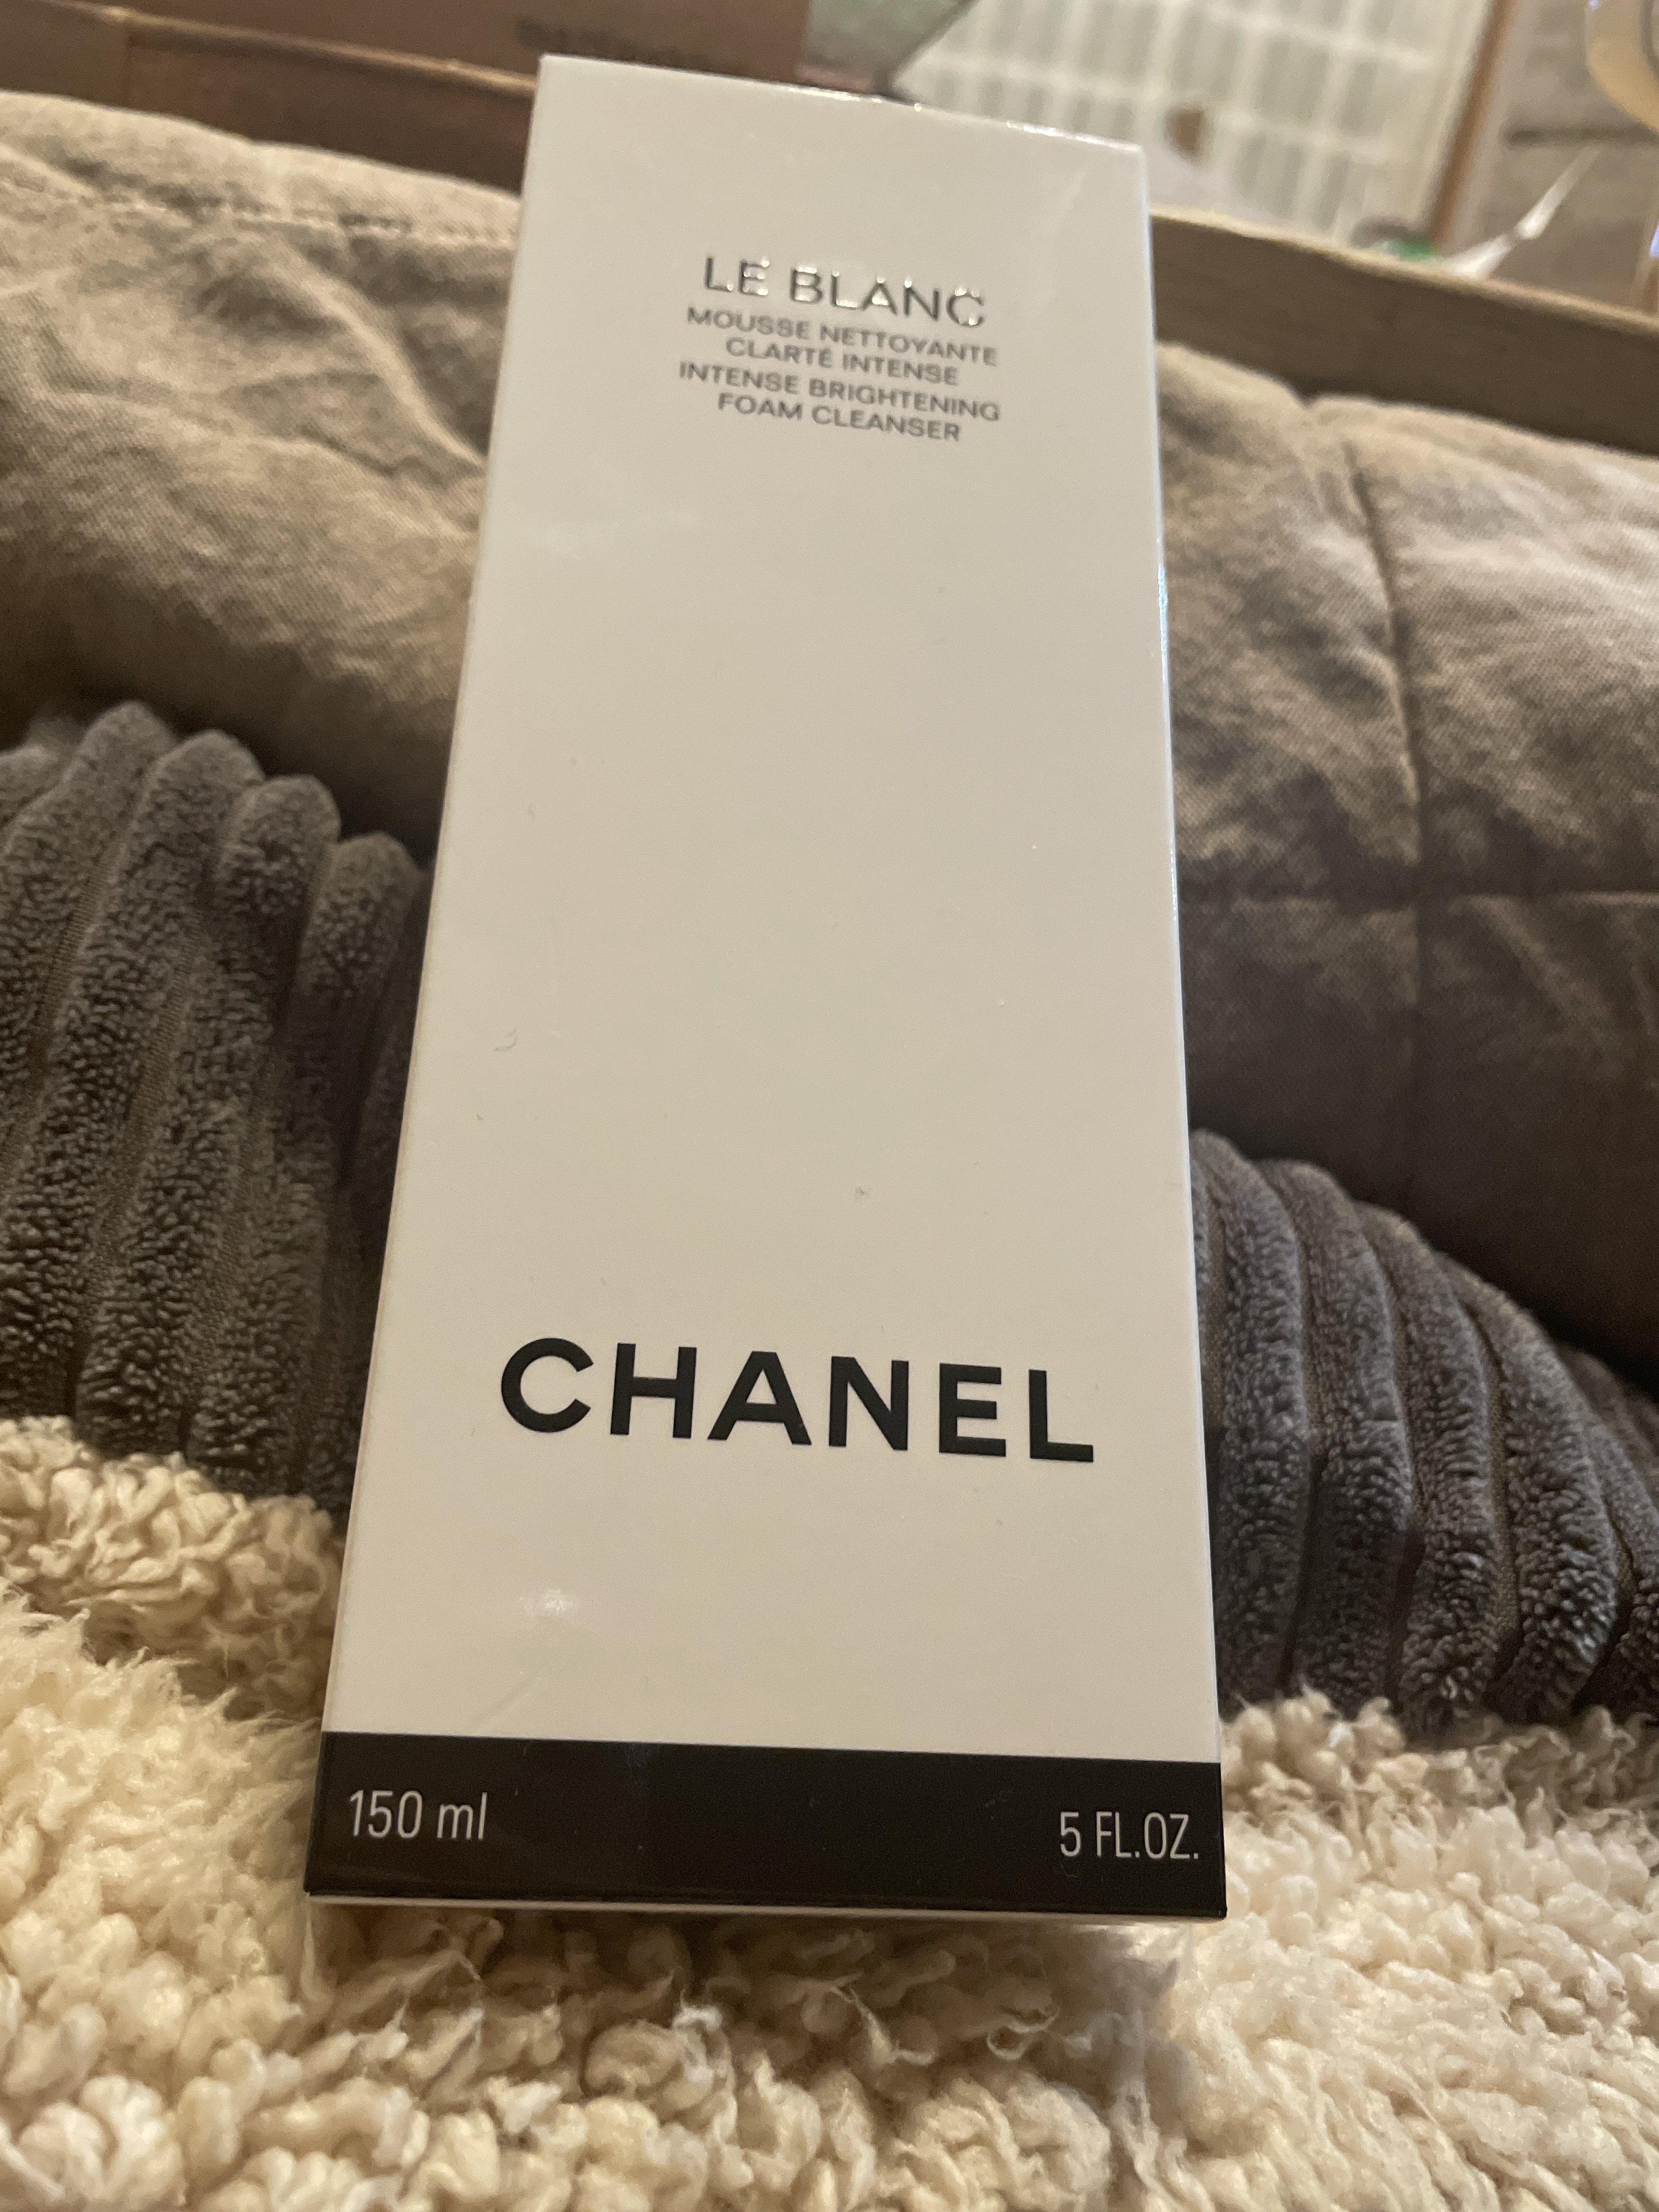 LE BLANC
MOUSSE NETTOYANTE
CLARTÉ INTENSE
INTENSE BRIGHTENING
FOAM CLEANSER
CHANEL
150 ml
5 FL.OZ.